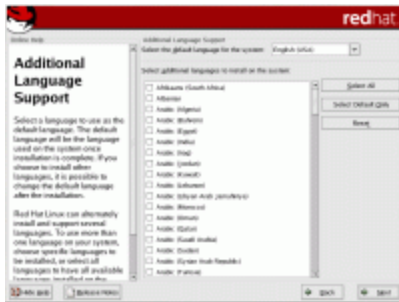 redhat
Online Help
Additional Language Support
Select the default language for the system: English (USA)
Additional
Language
Support
Select a language to use as the
default language. The default
language will be the language
used on the system once
installation is complete. If you
choose to install other
languages, it is possible to
change the default language
after the installation.
Red Hat Linux can alternately
install and support several
languages. To use more than
one language on your system,
choose specific languages to
be installed, or select all
languages to have all available
Select additional languages to install on the system:
Afrikaans (South Africa)
Albanian
Arabic (Algeria)
Arabic (Bahrain)
Arabic (Egypt)
Arabic (India)
Arabic (Iraq)
Arabic (Jordan)
Arabic (Kuwait)
Arabic (Lebanon)
Arabic (Libyan Arab Jamahiriya)
Arabic (Morocco)
Arabic (Oman)
Arabic (Qatar)
Arabic (Saudi Arabia)
Arabic (Sudan)
Arabic (Syrian Arab Republic)
Arabic (Tunisia)
Select All
Select Default Only
Reset
Hide Help
Release Notes
Back
Next